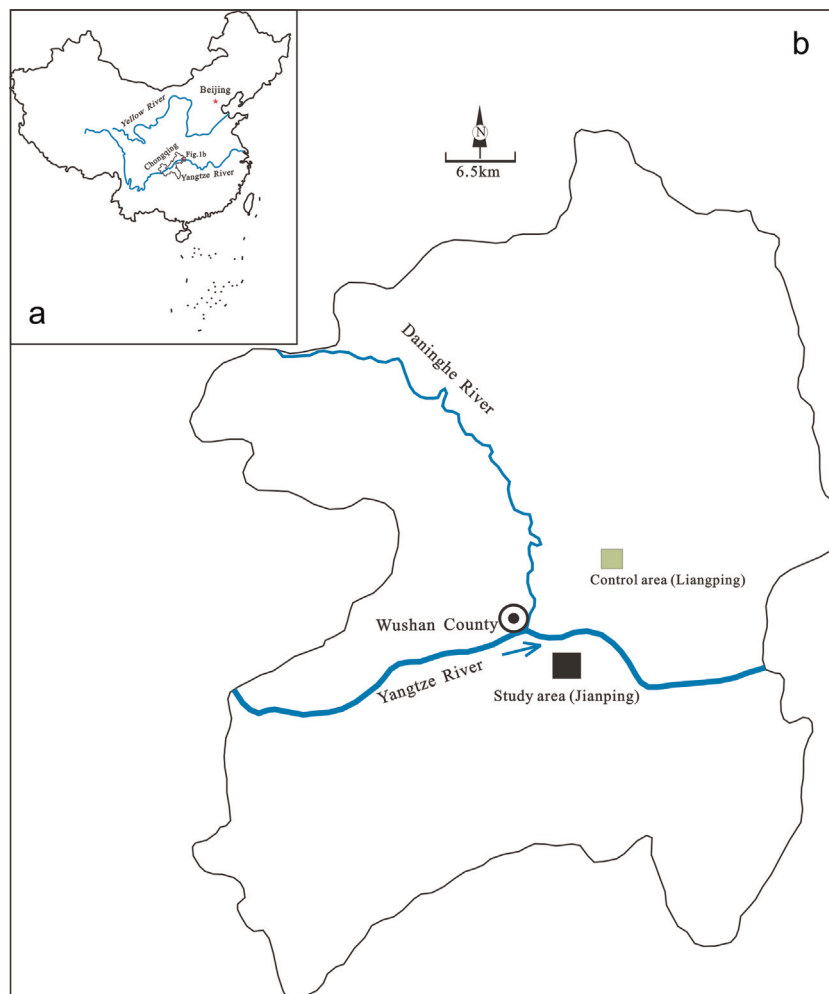 b
Beijing
Yellow River
Chongqing
Fig.1b
Yangtze River
a
N
6.5km
Daninghe River
Control area (Liangping)
Wushan County
Yangtze River
Study area (Jianping)